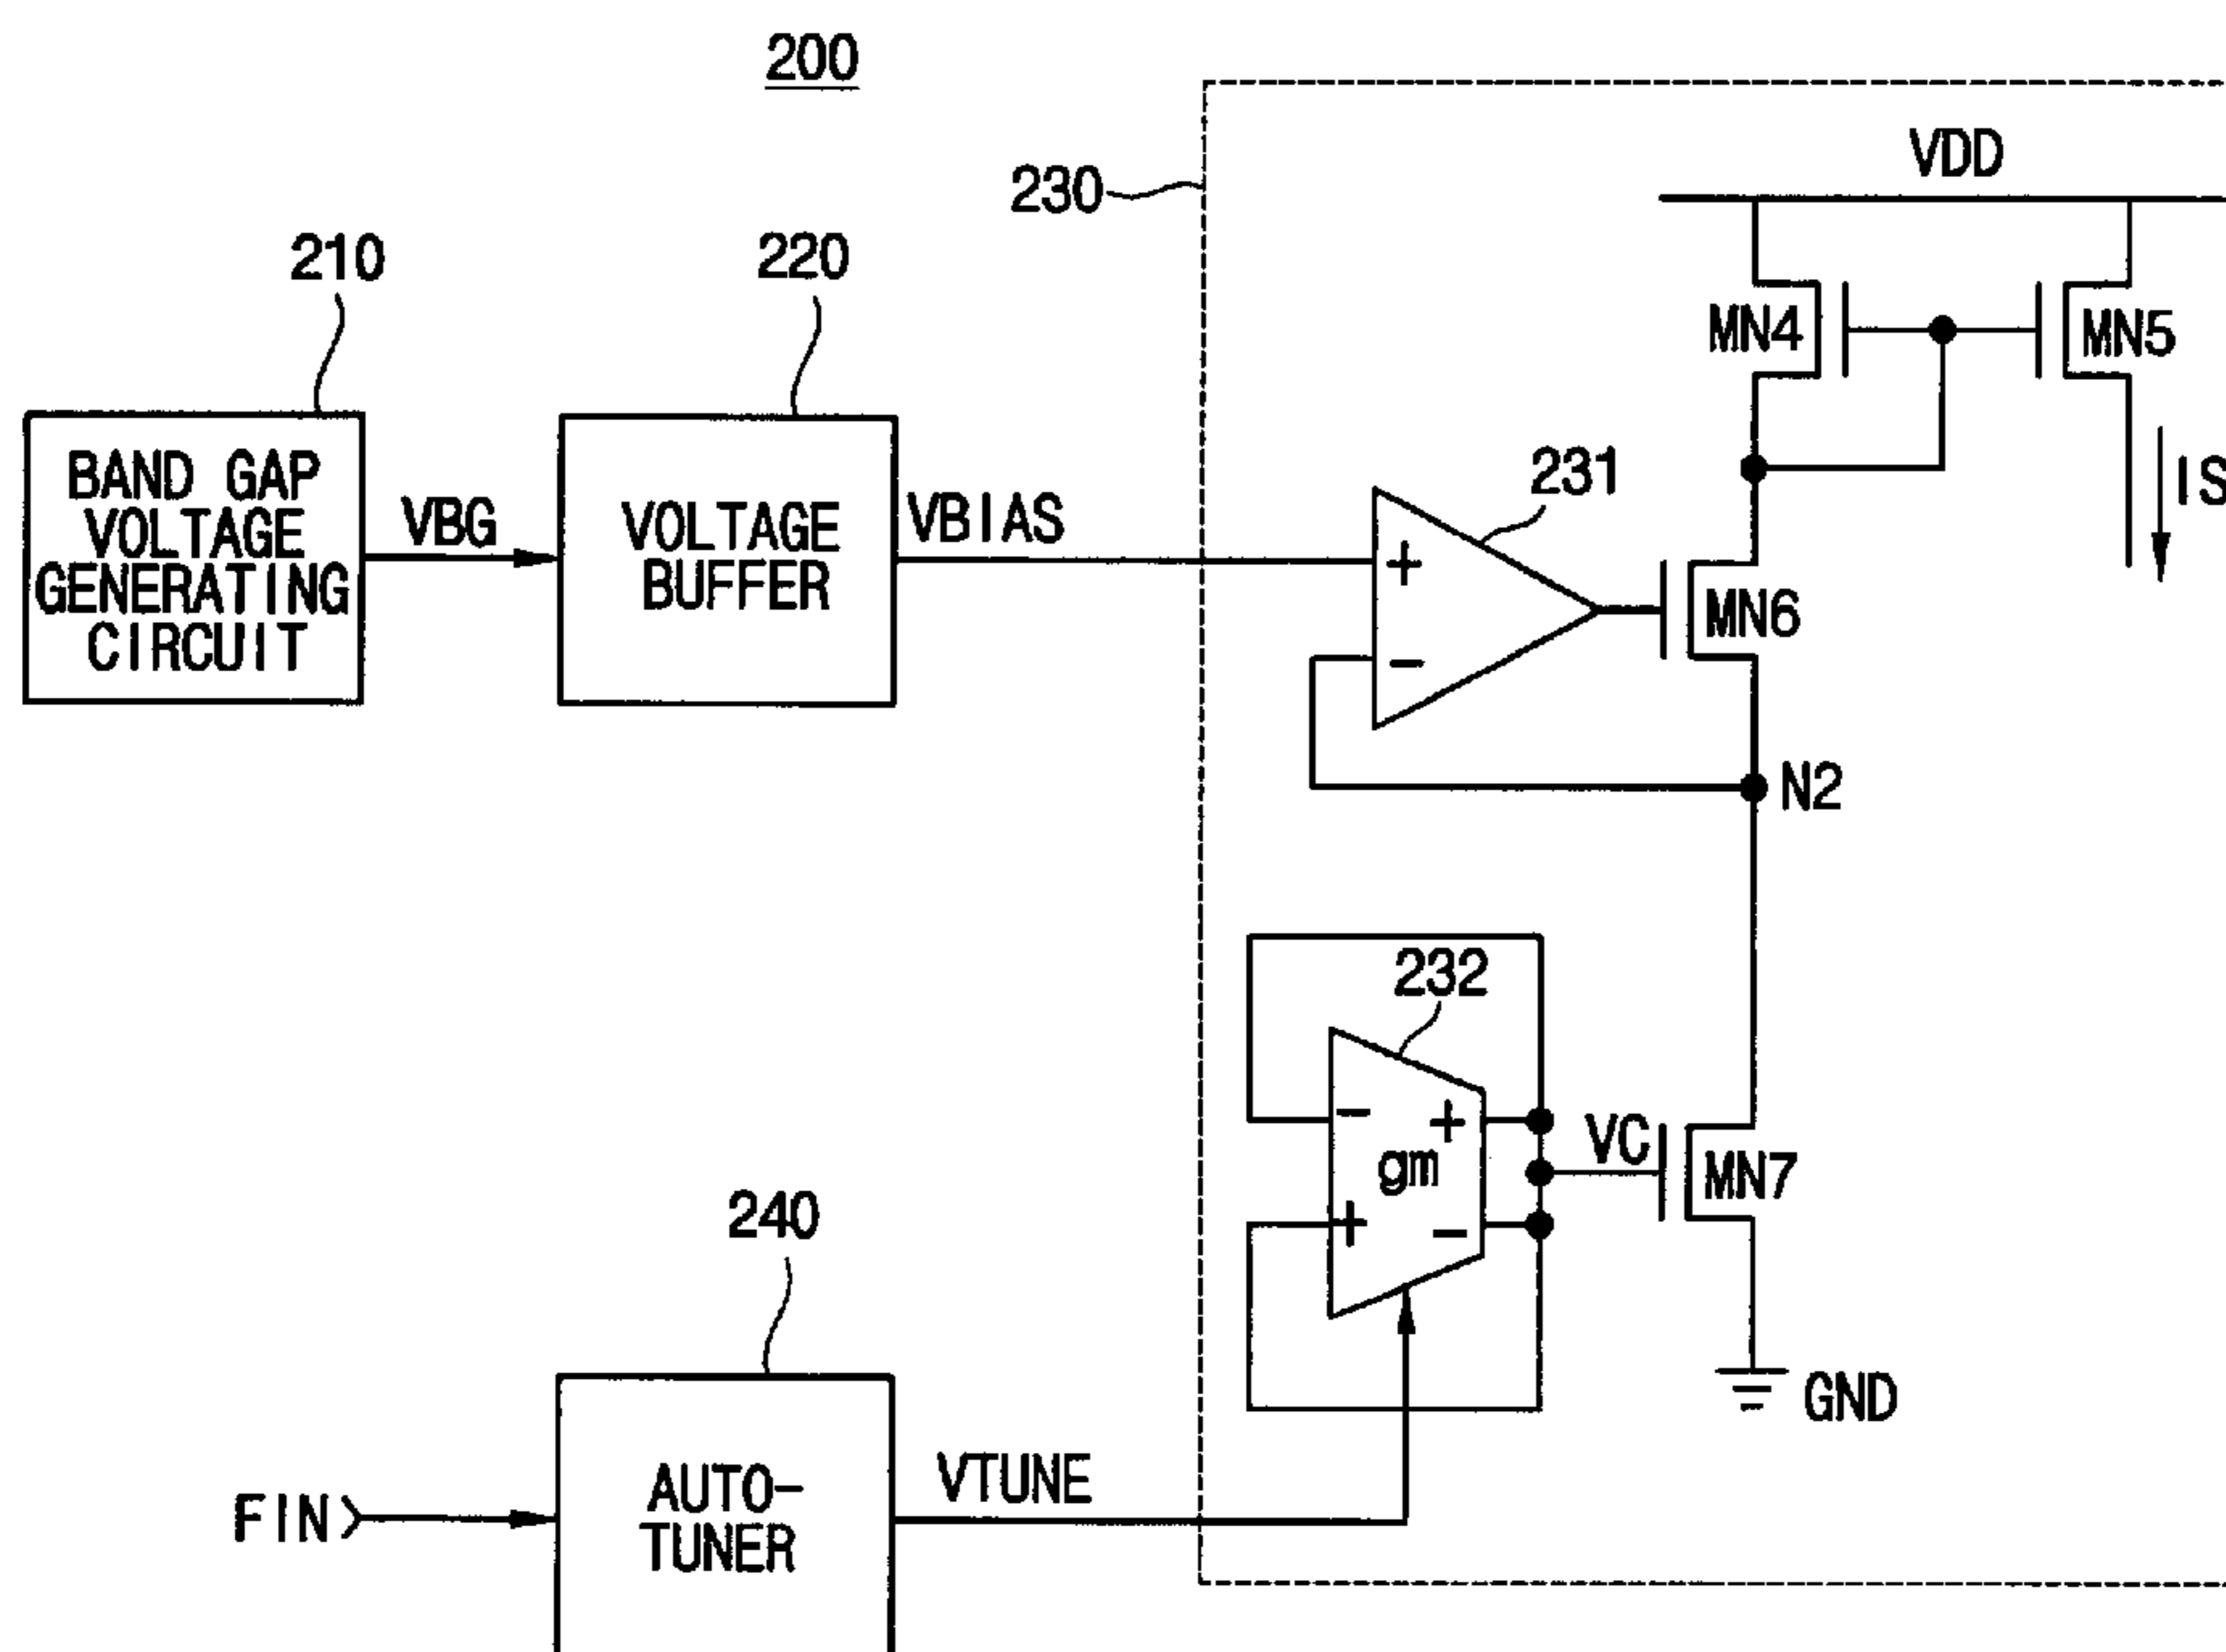 200
230
VDD
210
220
MN4
MN5
BAND GAP
VOLTAGE
GENERATING
CIRCUIT
VBG
VOLTAGE
BUFFER
VBIAS
231
IS
+
-
MN6
N2
232
- +
gm
+ -
VC
MN7
240
GND
FIN
AUTO-
TUNER
VTUNE